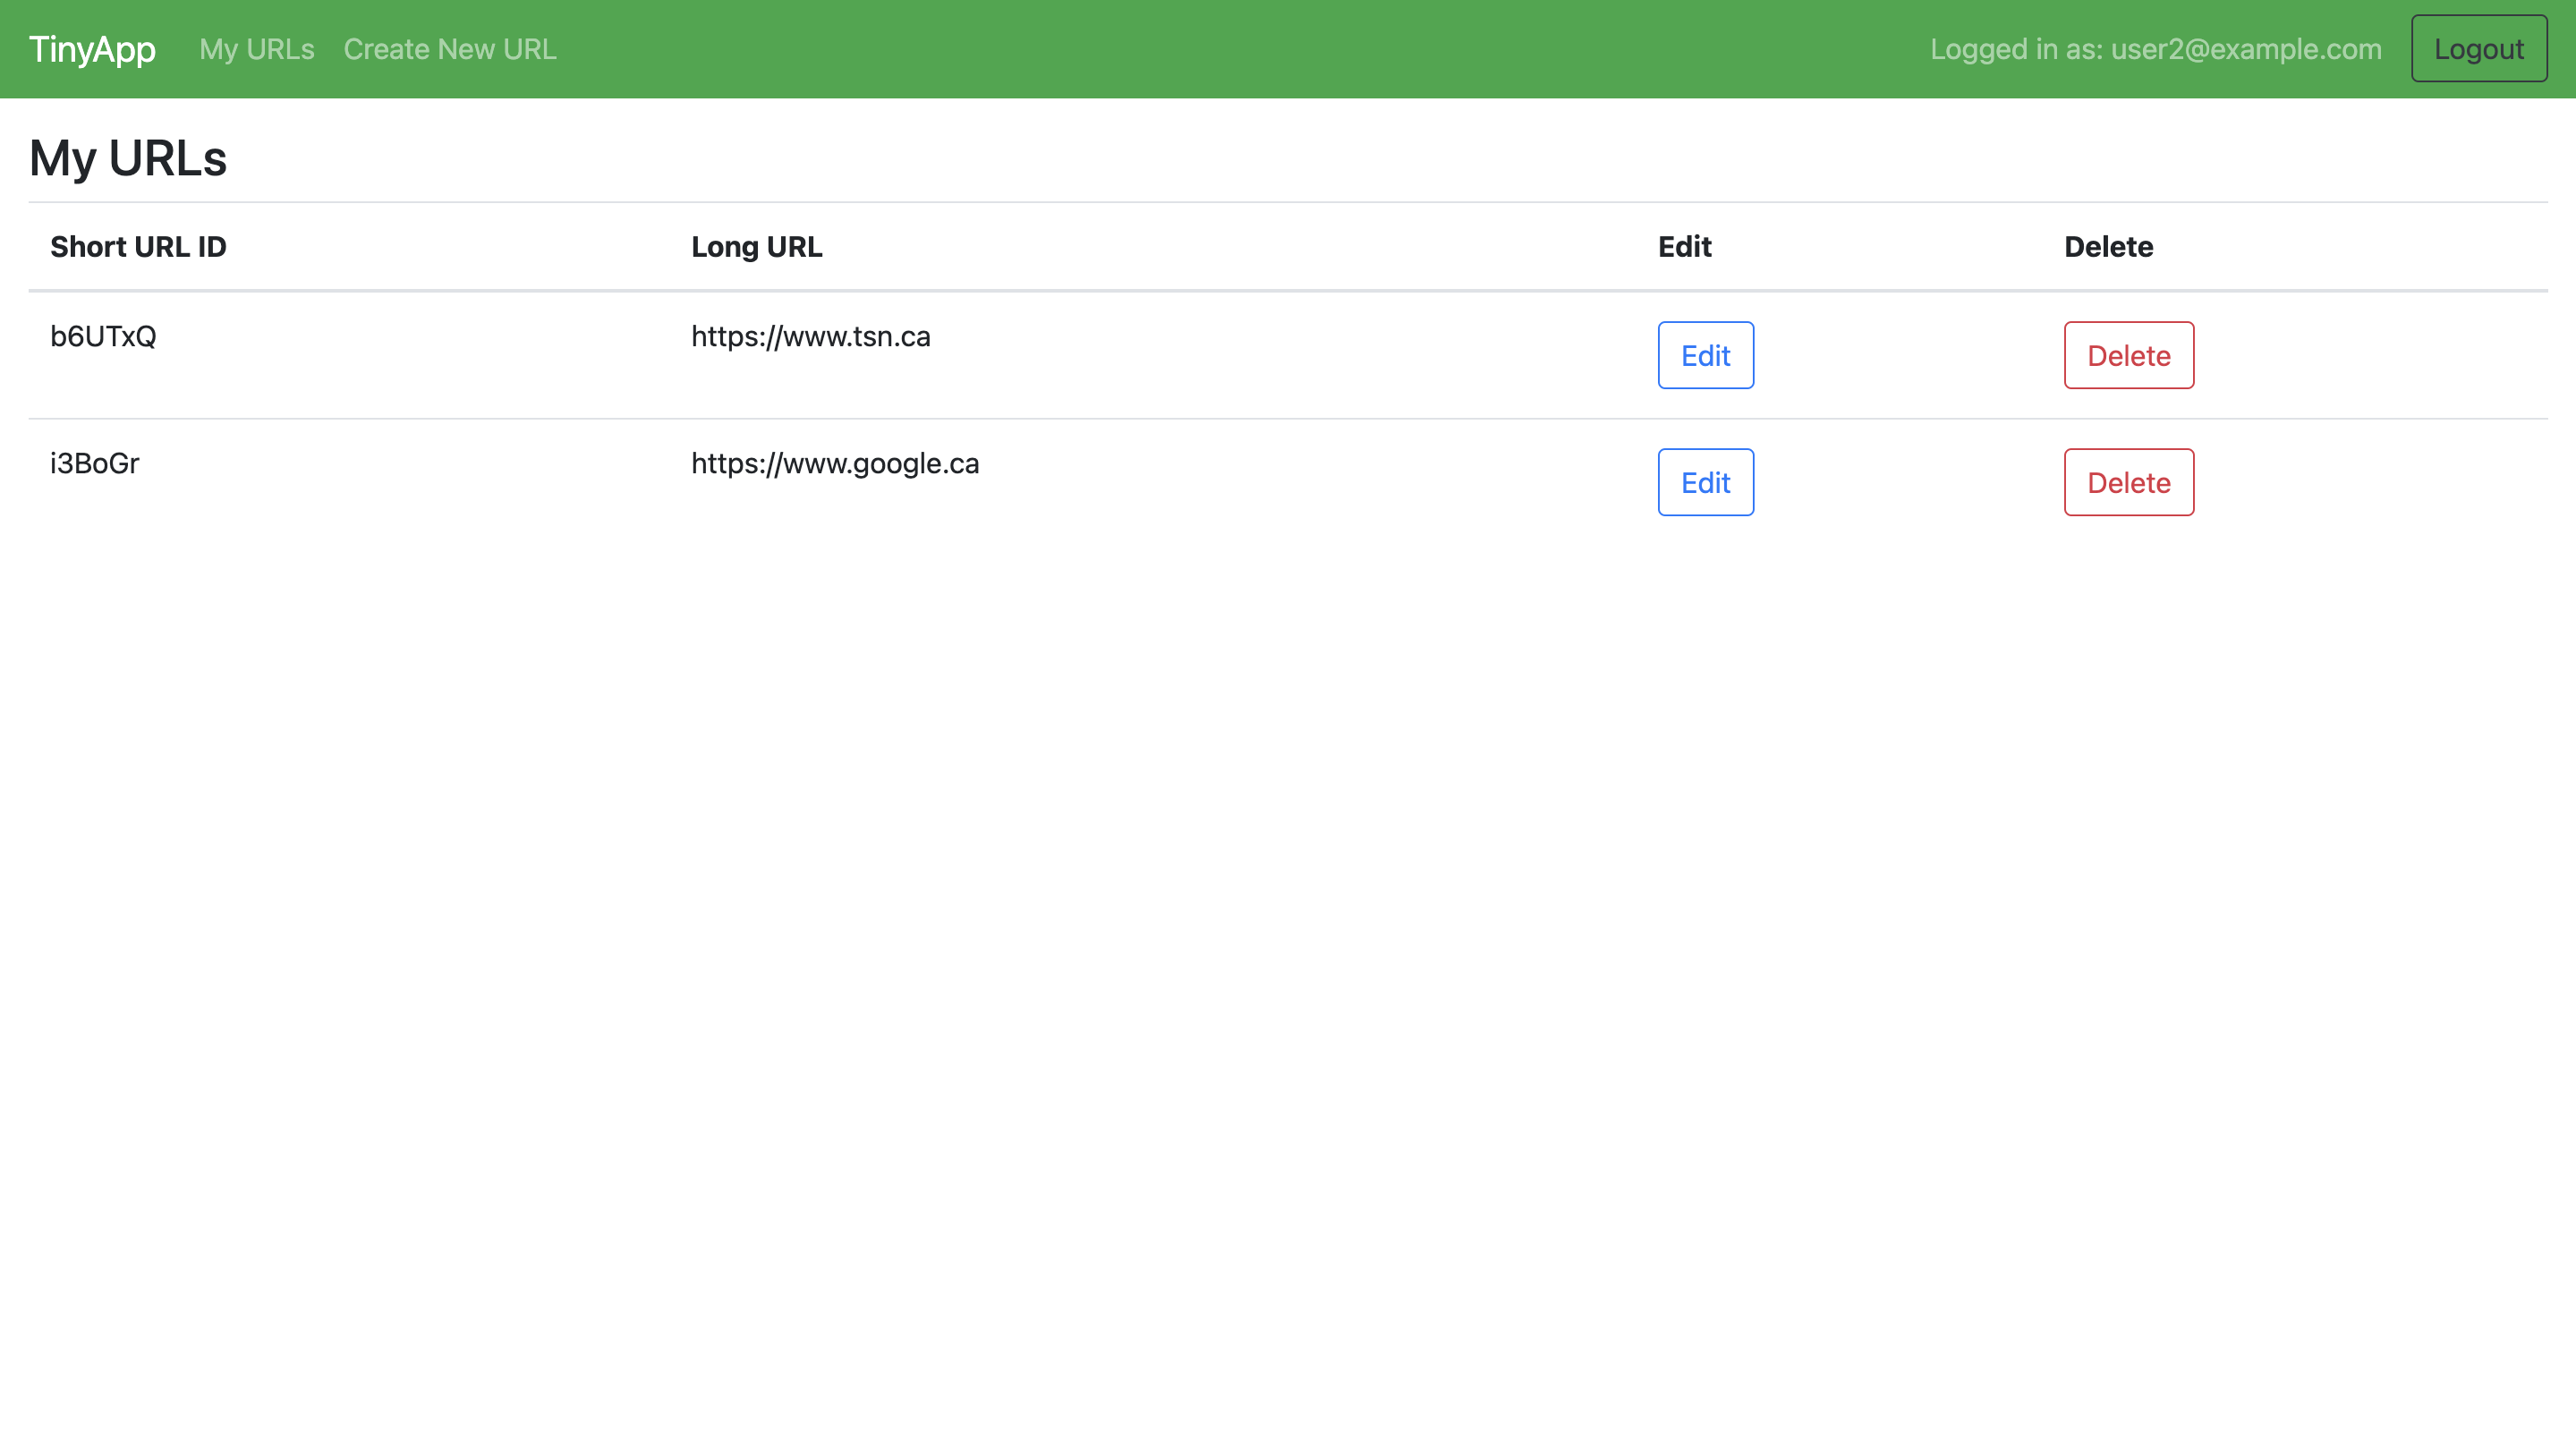 TinyApp My URLs Create New URL Logged in as: user2@example.com Logout
My URLs
Short URL ID Long URL Edit Delete
b6UTxQ https://www.tsn.ca Edit Delete
i3BoGr https://www.google.ca Edit Delete